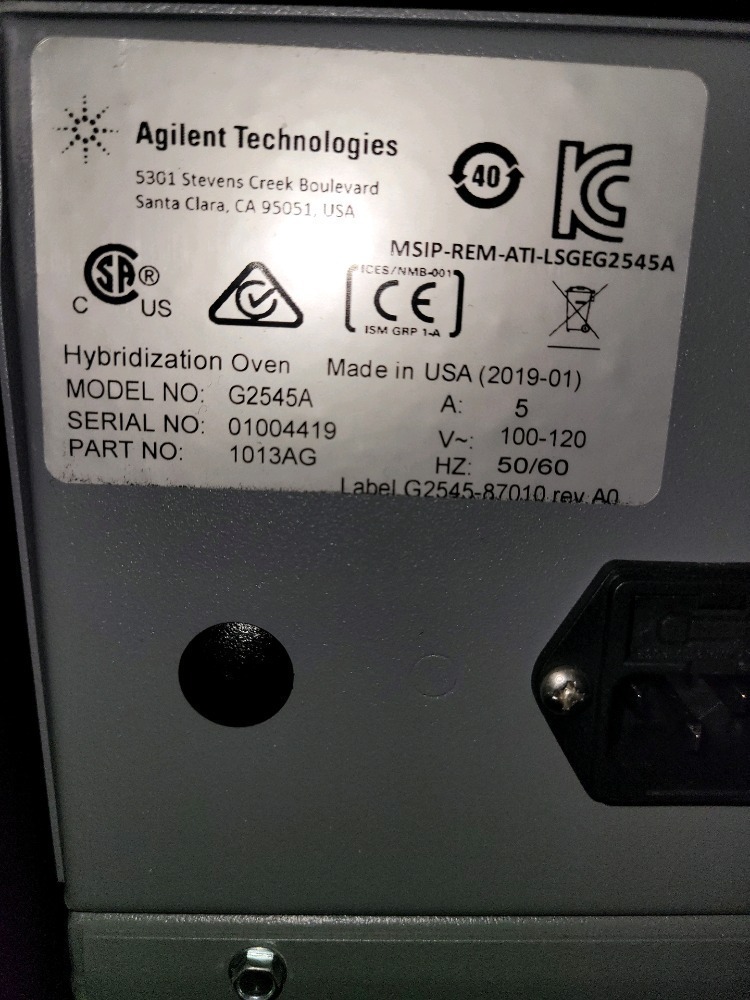 Agilent Technologies
5301 Stevens Creek Boulevard
Santa Clara, CA 95051, USA
40
KC
MSIP-REM-ATI-LSGEG2545A
C SA ® US
ICES/NMB-001
CE
ISM GRP 1-A
Hybridization Oven Made in USA (2019-01)
MODEL NO: G2545A A: 5
SERIAL NO: 01004419 V~: 100-120
PART NO: 1013AG HZ: 50/60
Label G2545-87010 rev A0